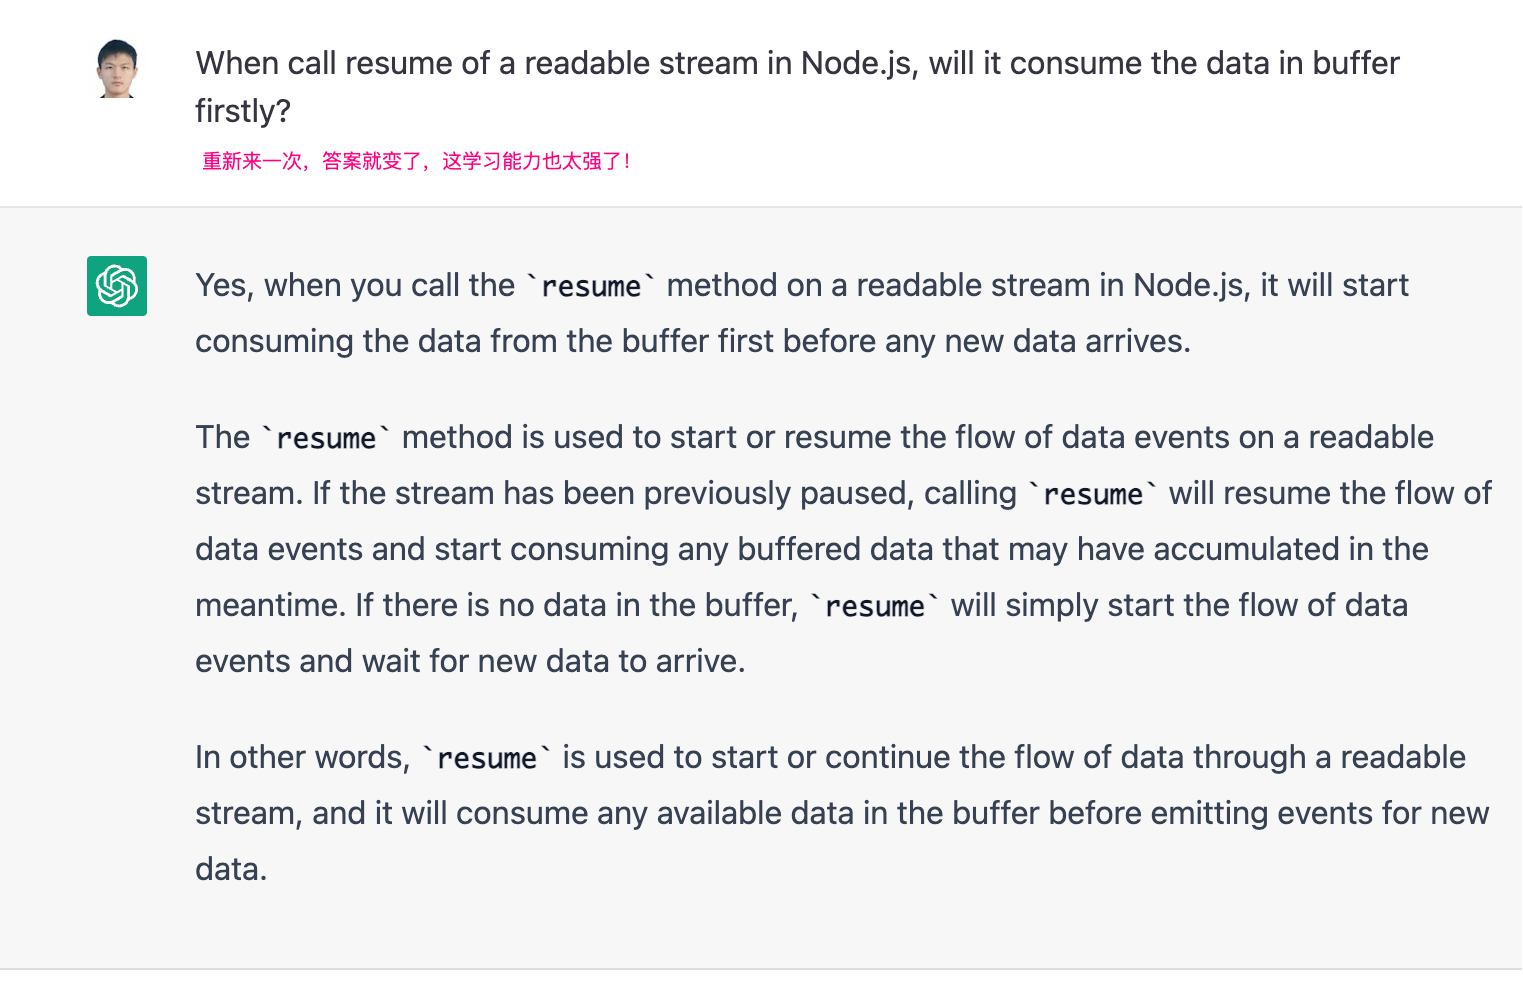 When call resume of a readable stream in Node.js, will it consume the data in buffer
firstly?
重新来一次，答案就变了，这学习能力也太强了！
Yes, when you call the `resume` method on a readable stream in Node.js, it will start
consuming the data from the buffer first before any new data arrives.
The `resume` method is used to start or resume the flow of data events on a readable
stream. If the stream has been previously paused, calling `resume` will resume the flow of
data events and start consuming any buffered data that may have accumulated in the
meantime. If there is no data in the buffer, `resume` will simply start the flow of data
events and wait for new data to arrive.
In other words, `resume` is used to start or continue the flow of data through a readable
stream, and it will consume any available data in the buffer before emitting events for new
data.